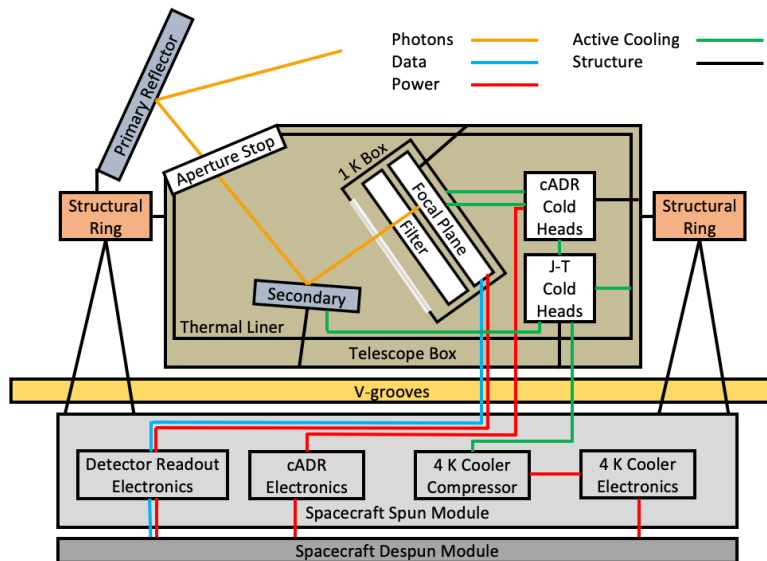 Photons
Data
Power
Active Cooling
Structure
Primary Reflector
Aperture Stop
1 K Box
Focal Plane
Filter
cADR
Cold
Heads
Structural
Ring
Structural
Ring
J-T
Cold
Heads
Secondary
Thermal Liner
Telescope Box
V-grooves
Detector Readout
Electronics
cADR
Electronics
4 K Cooler
Compressor
4 K Cooler
Electronics
Spacecraft Spun Module
Spacecraft Despun Module